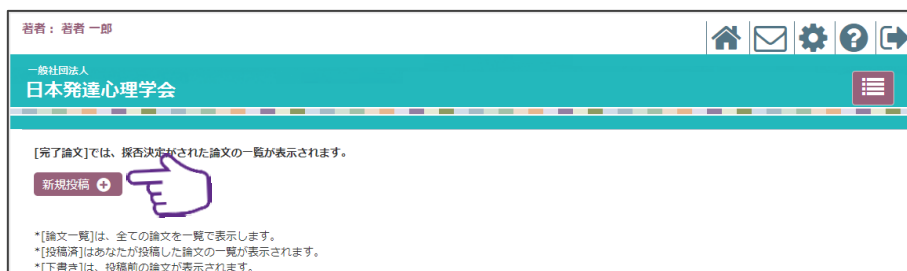 著者： 著者 一郎
一般社団法人
日本発達心理学会
[完了論文]では、採否決定がされた論文の一覧が表示されます。
新規投稿
*[論文一覧]は、全ての論文を一覧で表示します。
*[投稿済]はあなたが投稿した論文の一覧が表示されます。
*[下書き]は、投稿前の論文が表示されます。